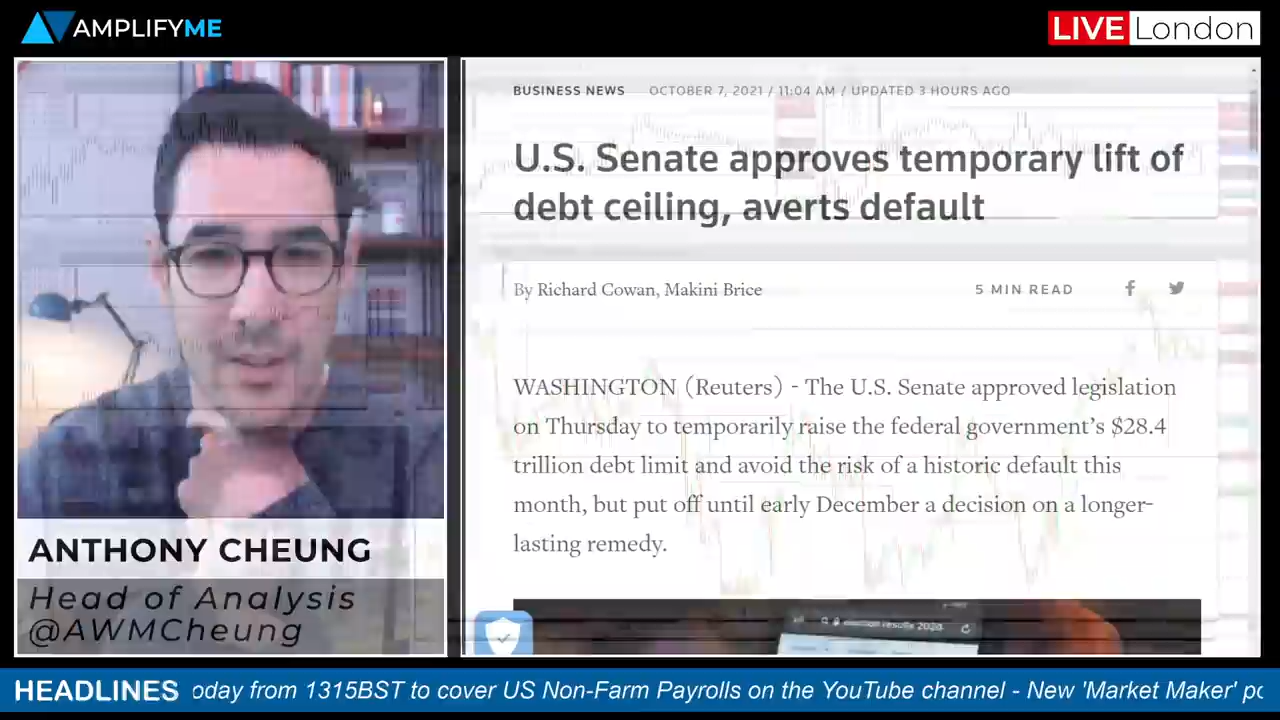 AMPLIFYME
LIVE London
BUSINESS NEWS OCTOBER 7, 2021 / 11:04 AM / UPDATED 3 HOURS AGO
U.S. Senate approves temporary lift of
debt ceiling, averts default
By Richard Cowan, Makini Brice
5 MIN READ
WASHINGTON (Reuters) - The U.S. Senate approved legislation
on Thursday to temporarily raise the federal government's $28.4
trillion debt limit and avoid the risk of a historic default this
month, but put off until early December a decision on a longer-
lasting remedy.
election results 2020
ANTHONY CHEUNG
Head of Analysis
@AWMCheung
HEADLINES oday from 1315BST to cover US Non-Farm Payrolls on the YouTube channel - New 'Market Maker' po